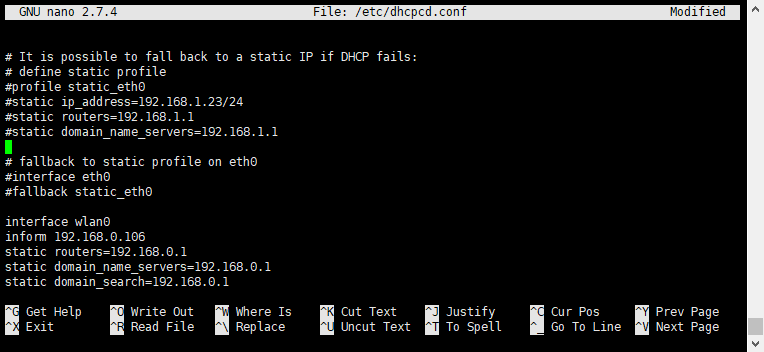 GNU nano 2.7.4 File: /etc/dhcpcd.conf Modified
# It is possible to fall back to a static IP if DHCP fails:
# define static profile
#profile static_eth0
#static ip_address=192.168.1.23/24
#static routers=192.168.1.1
#static domain_name_servers=192.168.1.1
# fallback to static profile on eth0
#interface eth0
#fallback static_eth0
interface wlan0
inform 192.168.0.106
static routers=192.168.0.1
static domain_name_servers=192.168.0.1
static domain_search=192.168.0.1
^G Get Help ^O Write Out ^W Where Is ^K Cut Text ^J Justify ^C Cur Pos ^Y Prev Page
^X Exit ^R Read File ^\ Replace ^U Uncut Text ^T To Spell ^_ Go To Line ^V Next Page